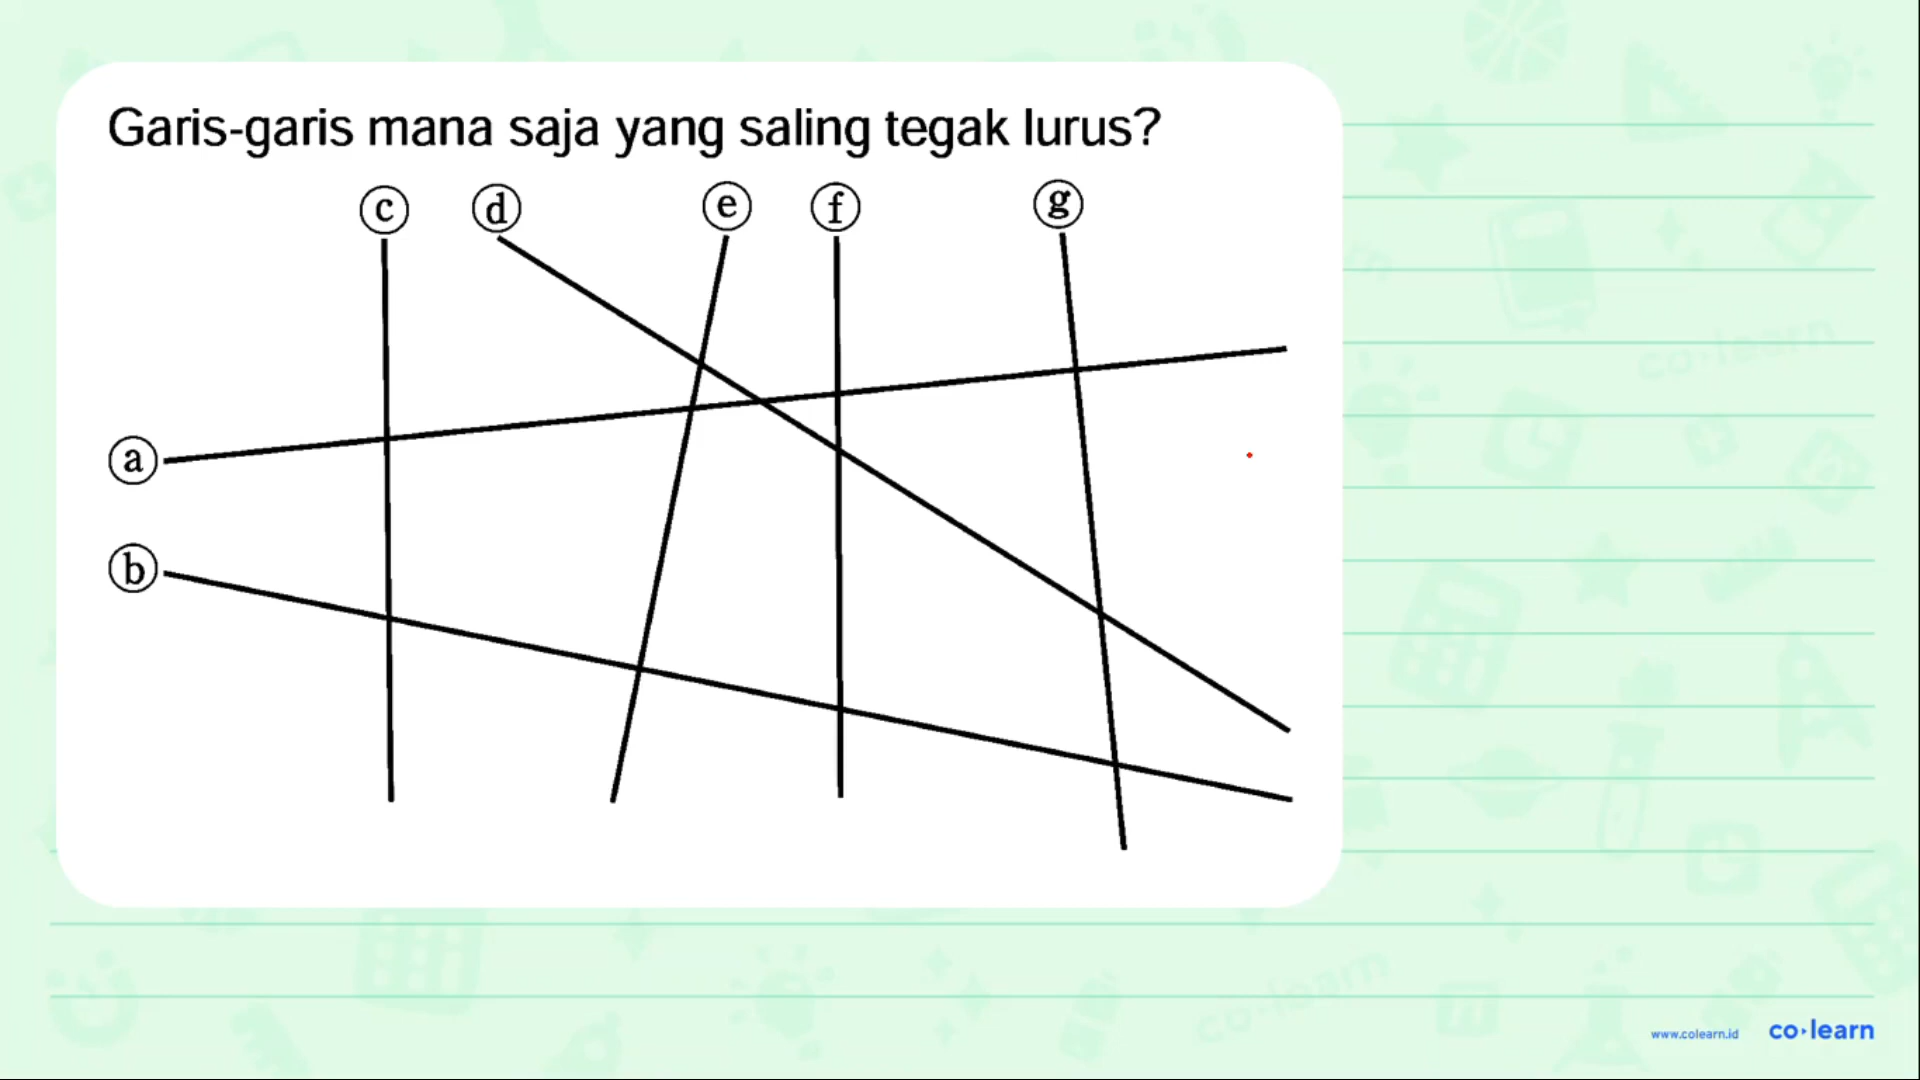 Garis-garis mana saja yang saling tegak lurus?
c d e f g
a
b
www.colearn.id co·learn